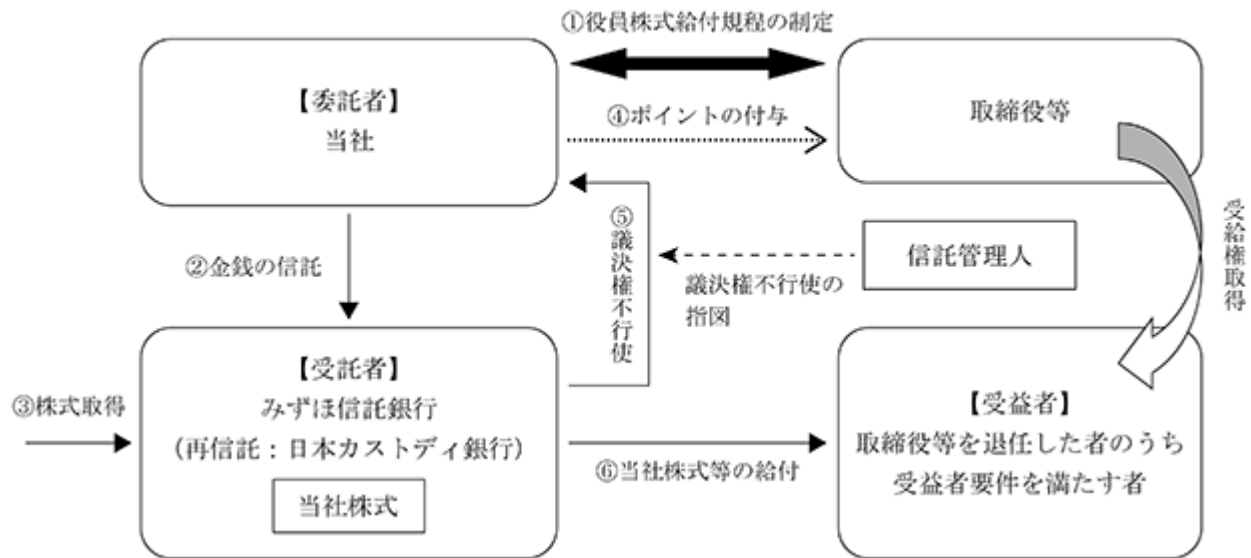 ①役員株式給付規程の制定
【委託者】
当社
④ポイントの付与
取締役等
②金銭の信託
⑤議決権不行使
信託管理人
議決権不行使の
指図
受給権取得
③株式取得
【受託者】
みずほ信託銀行
(再信託：日本カストディ銀行)
当社株式
⑥当社株式等の給付
【受益者】
取締役等を退任した者のうち
受益者要件を満たす者